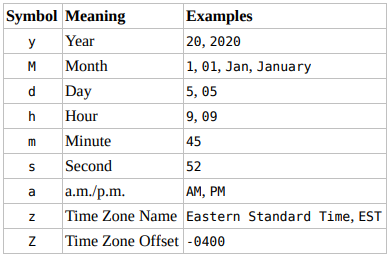 Symbol Meaning Examples
y Year 20, 2020
M Month 1, 01, Jan, January
d Day 5, 05
h Hour 9, 09
m Minute 45
s Second 52
a a.m./p.m. AM, PM
z Time Zone Name Eastern Standard Time, EST
Z Time Zone Offset -0400